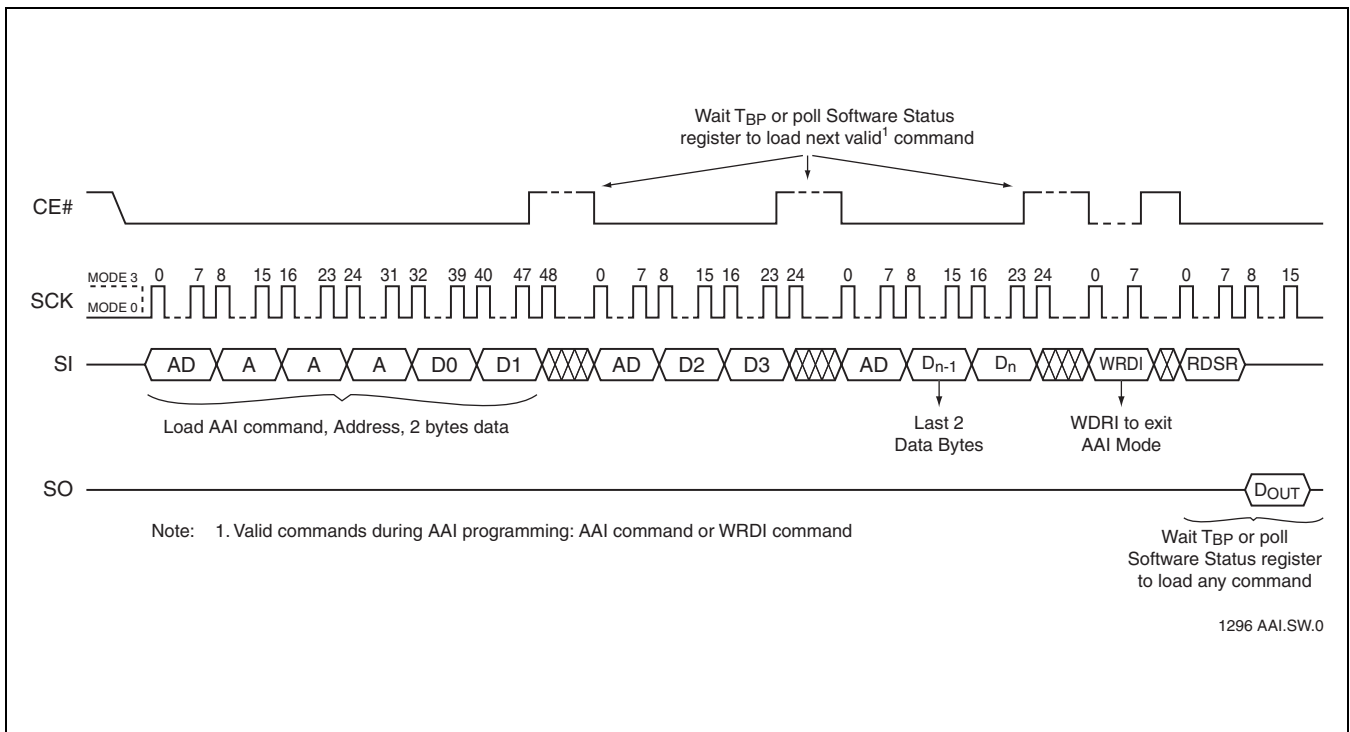 Wait TBP or poll Software Status
register to load next valid1 command
CE#
MODE 3 0 7 8 15 16 23 24 31 32 39 40 47 48 0 7 8 15 16 23 24 0 7 8 15 16 23 24 0 7 0 7 8 15
SCK MODE 0
SI AD A A A D0 D1 AD D2 D3 AD Dn-1 Dn WRDI RDSR
Load AAI command, Address, 2 bytes data
Last 2
Data Bytes
WDRI to exit
AAI Mode
SO DOUT
Note: 1. Valid commands during AAI programming: AAI command or WRDI command
Wait TBP or poll
Software Status register
to load any command
1296 AAI.SW.0